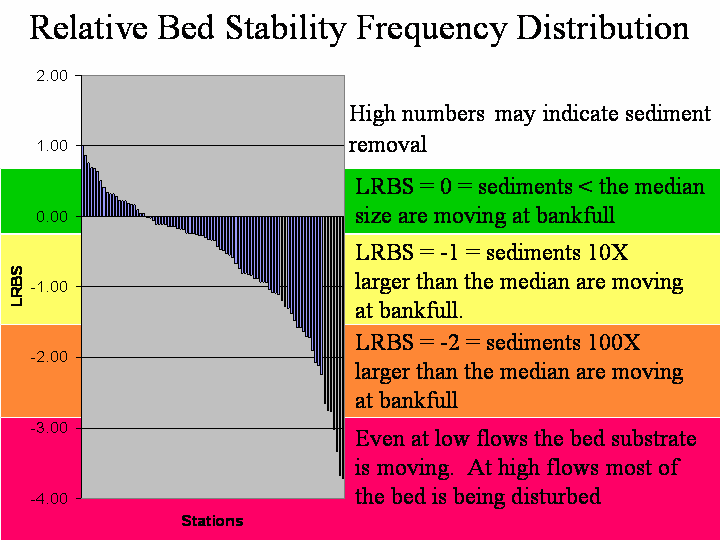 Relative Bed Stability Frequency Distribution
2.00
1.00
0.00
-1.00
-2.00
-3.00
-4.00
LRBS
Stations
High numbers may indicate sediment
removal
LRBS = 0 = sediments < the median
size are moving at bankfull
LRBS = -1 = sediments 10X
larger than the median are moving
at bankfull.
LRBS = -2 = sediments 100X
larger than the median are moving
at bankfull
Even at low flows the bed substrate
is moving.  At high flows most of
the bed is being disturbed